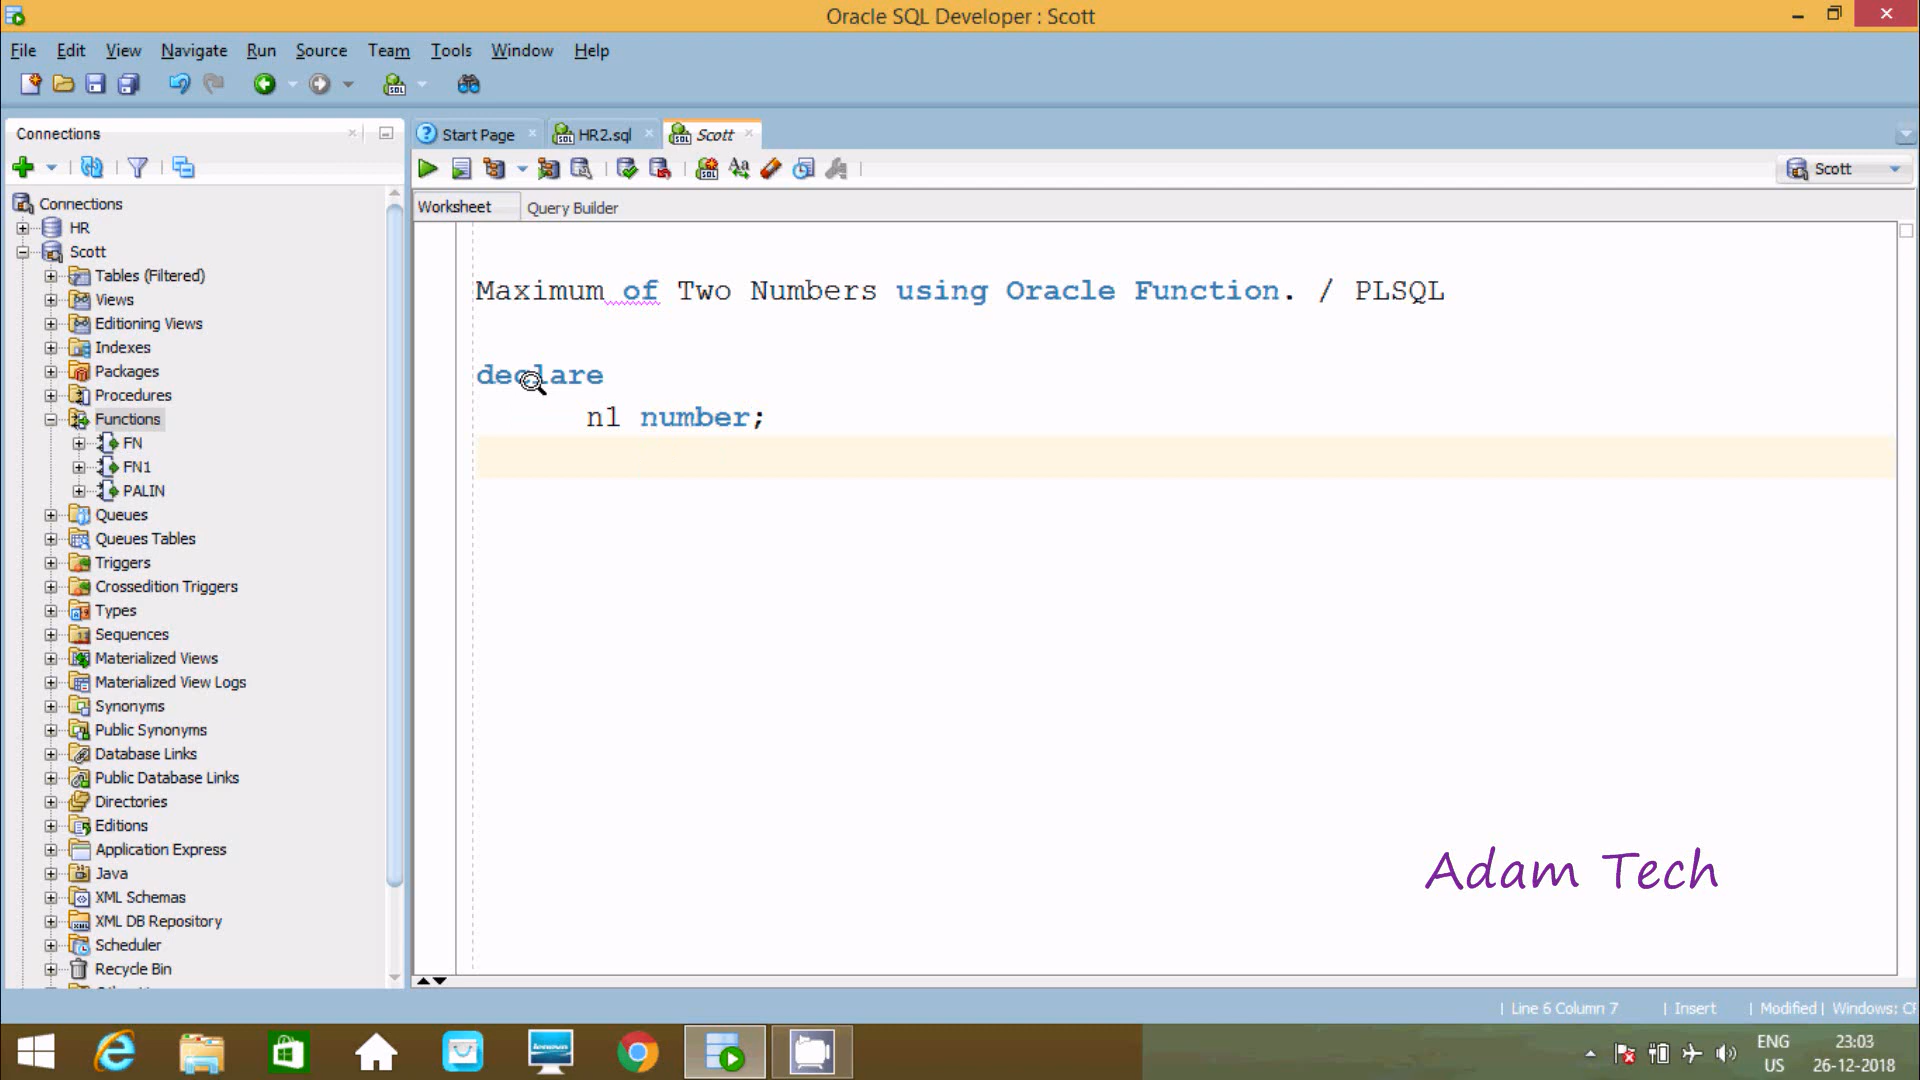 Oracle SQL Developer : Scott
File Edit View Navigate Run Source Team Tools Window Help
Connections
Start Page
HR2.sql
Scott
Scott
Worksheet
Query Builder
Connections
HR
Scott
Tables (Filtered)
Views
Editioning Views
Indexes
Packages
Procedures
Functions
FN
FN1
PALIN
Queues
Queues Tables
Triggers
Crossedition Triggers
Types
Sequences
Materialized Views
Materialized View Logs
Synonyms
Public Synonyms
Database Links
Public Database Links
Directories
Editions
Application Express
Java
XML Schemas
XML DB Repository
Scheduler
Recycle Bin
Maximum of Two Numbers using Oracle Function. / PLSQL
declare
n1 number;
Adam Tech
Line 6 Column 7 | Insert | Modified | Windows:
ENG
US
23:03
26-12-2018